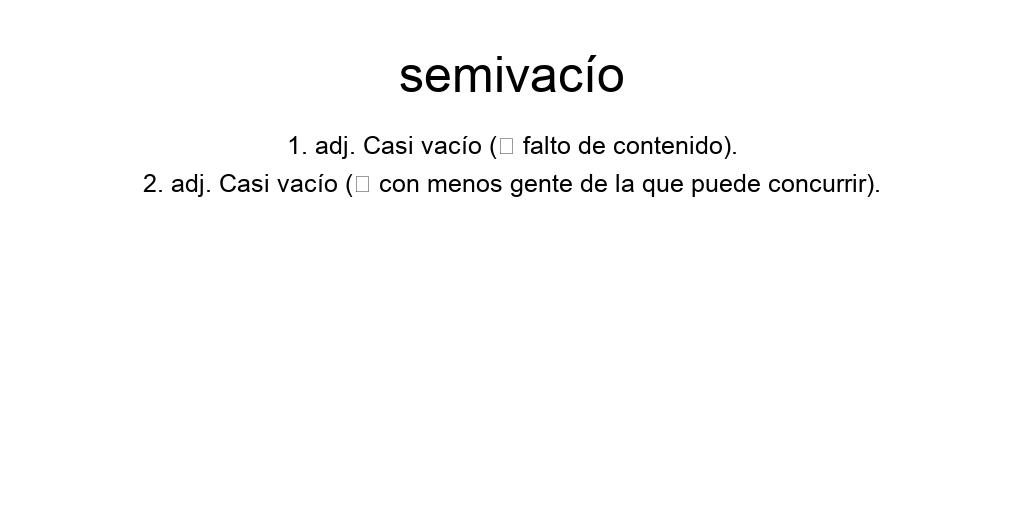 semivacío
1. adj. Casi vacío (□ falto de contenido).
2. adj. Casi vacío (□ con menos gente de la que puede concurrir).